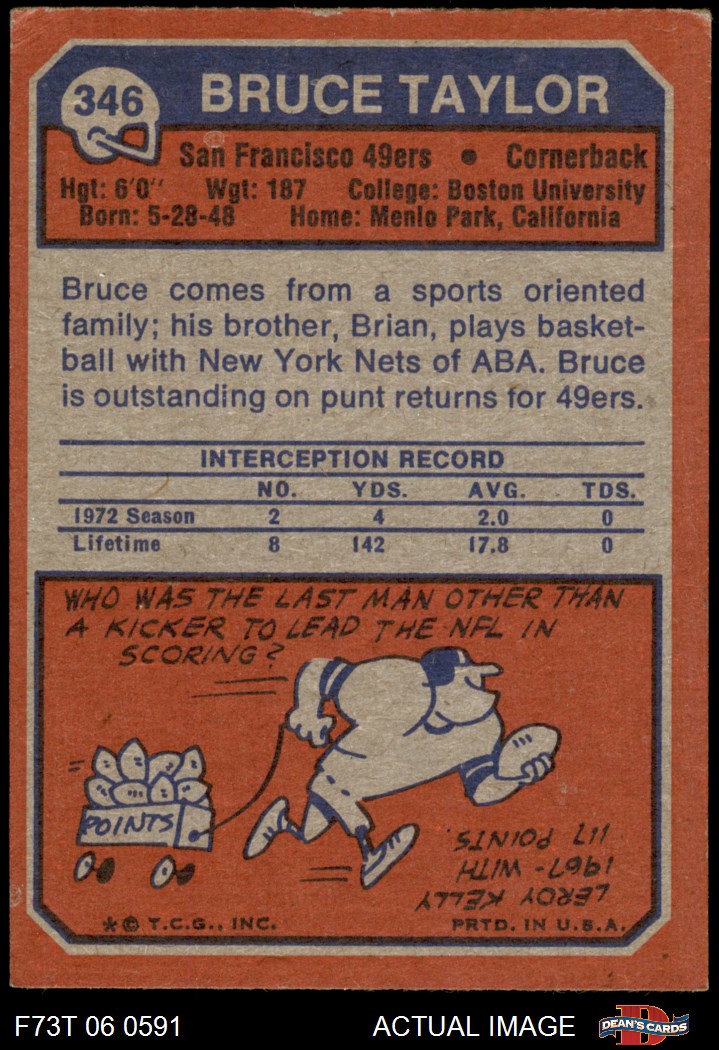 346
BRUCE TAYLOR
San Francisco 49ers • Cornerback
Hgt: 6'0" Wgt: 187 College: Boston University
Born: 5-28-48 Home: Menlo Park, California
Bruce comes from a sports oriented
family; his brother, Brian, plays basket-
ball with New York Nets of ABA. Bruce
is outstanding on punt returns for 49ers.
INTERCEPTION RECORD
NO. YDS. AVG. TDS.
1972 Season 2 4 2.0 0
Lifetime 8 142 17.8 0
WHO WAS THE LAST MAN OTHER THAN
A KICKER TO LEAD THE NFL IN
SCORING?
POINTS
LEROY KELLY
1967 - WITH
117 POINTS.
*© T.C.G., INC. PRTD. IN U.S.A.
F73T 06 0591 ACTUAL IMAGE D DEAN'S CARDS